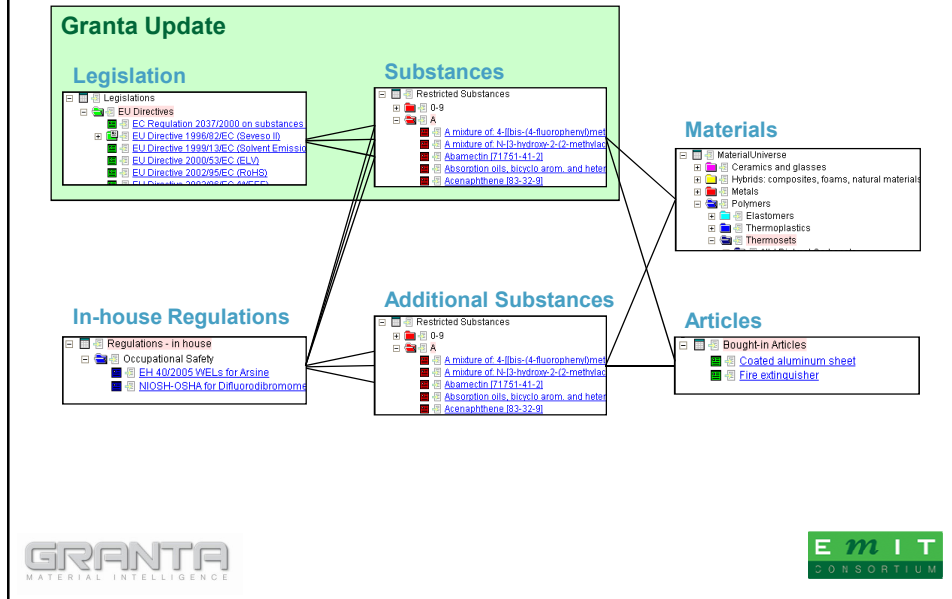 Granta Update
Legislation
Legislations
EU Directives
EC Regulation 2037/2000 on substances
EU Directive 1996/82/EC (Seveso II)
EU Directive 1999/13/EC (Solvent Emissio
EU Directive 2000/53/EC (ELV)
EU Directive 2002/95/EC (RoHS)
Substances
Restricted Substances
0-9
A
A mixture of: 4-[[bis-(4-fluorophenyl)met
A mixture of: N-[3-hydroxy-2-(2-methylac
Abamectin [71751-41-2]
Absorption oils, bicyclo arom. and heter
Acenaphthene [83-32-9]
Materials
MaterialUniverse
Ceramics and glasses
Hybrids: composites, foams, natural materials
Metals
Polymers
Elastomers
Thermoplastics
Thermosets
In-house Regulations
Regulations - in house
Occupational Safety
EH 40/2005 WELs for Arsine
NIOSH-OSHA for Difluorodibromome
Additional Substances
Restricted Substances
0-9
A
A mixture of: 4-[[bis-(4-fluorophenyl)met
A mixture of: N-[3-hydroxy-2-(2-methylac
Abamectin [71751-41-2]
Absorption oils, bicyclo arom. and heter
Acenaphthene [83-32-9]
Articles
Bought-in Articles
Coated aluminum sheet
Fire extinguisher
GRANTA
MATERIAL INTELLIGENCE
EmIT
CONSORTIUM